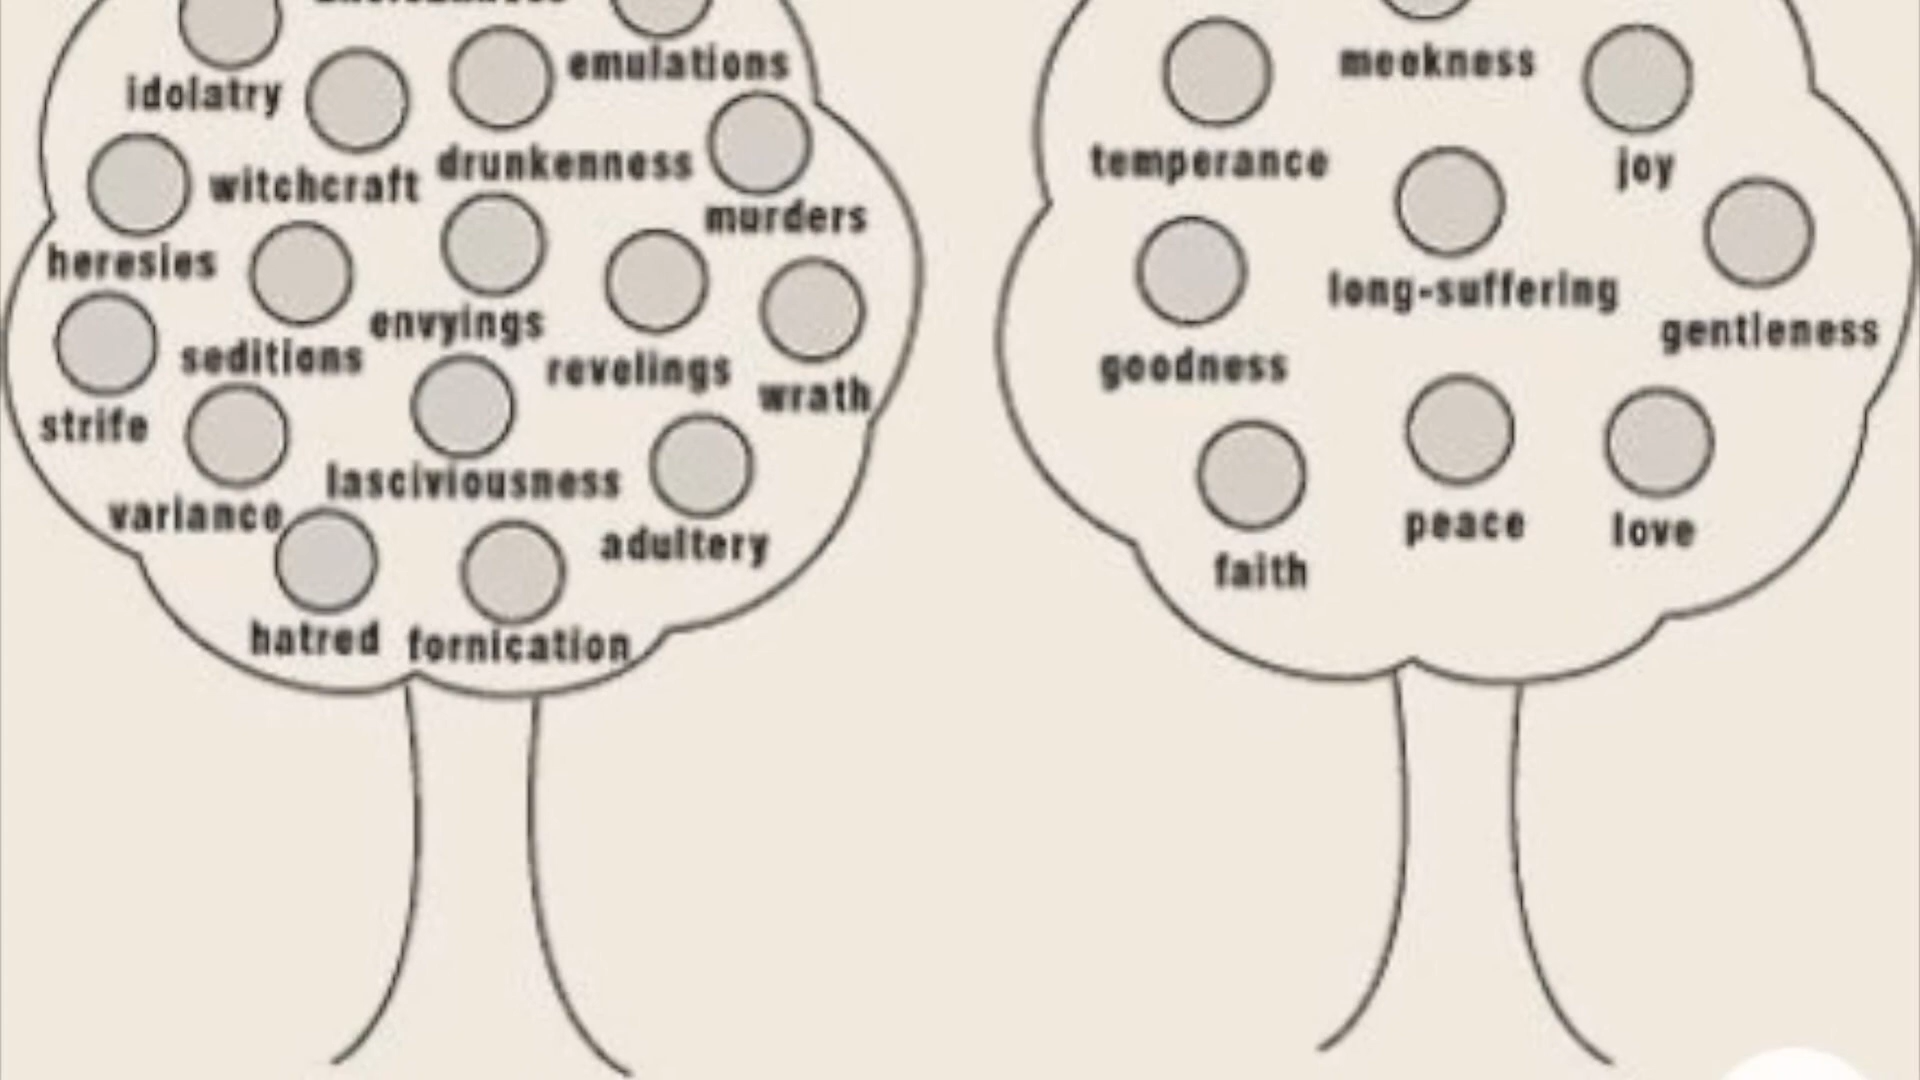 emulations
idolatry
witchcraft
drunkenness
murders
heresies
seditions
envyings
revelings
wrath
strife
variance
lasciviousness
adultery
hatred
fornication
meekness
temperance
joy
long-suffering
gentleness
goodness
faith
peace
love